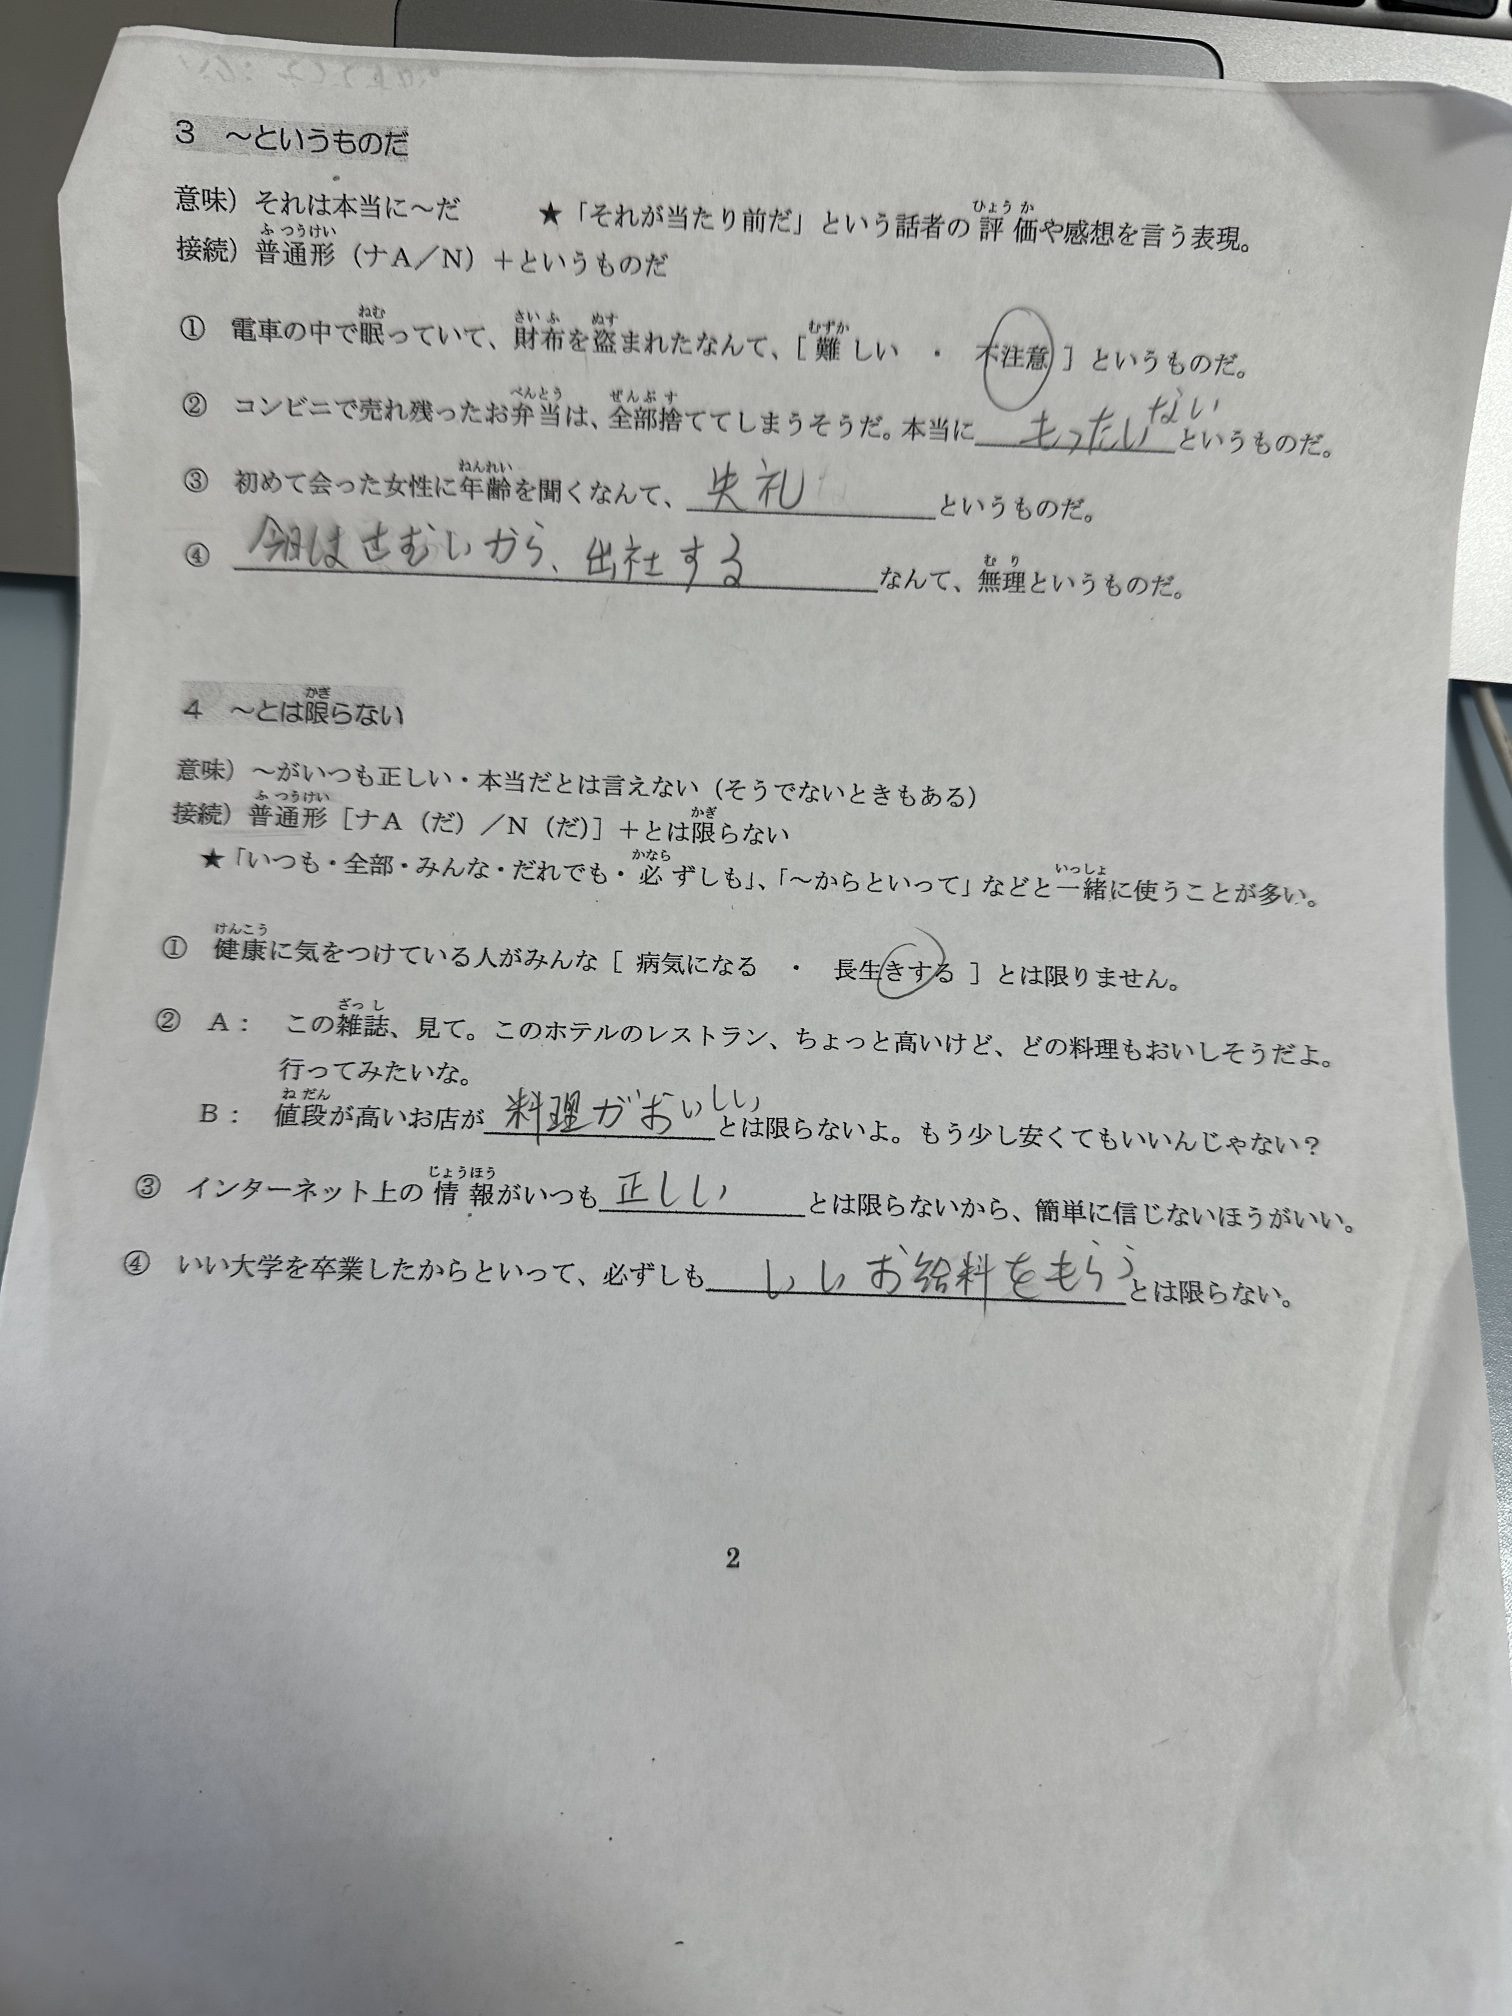 3　～というものだ
意味）それは本当に～だ　　★「それが当たり前だ」という話者の評価や感想を言う表現。
接続）普通形（ナA／N）＋というものだ
① 電車の中で眠っていて、財布を盗まれたなんて、［ 難しい ・ 不注意 ］というものだ。
② コンビニで売れ残ったお弁当は、全部捨ててしまうそうだ。本当にもったいないというものだ。
③ 初めて会った女性に年齢を聞くなんて、失礼というものだ。
④ 今日はさむいから、出社するなんて、無理というものだ。
4　～とは限らない
意味）～がいつも正しい・本当だとは言えない（そうでないときもある）
接続）普通形［ナA（だ）／N（だ）］＋とは限らない
★「いつも・全部・みんな・だれでも・必ずしも」、「～からといって」などと一緒に使うことが多い。
① 健康に気をつけている人がみんな［ 病気になる ・ 長生きする ］とは限りません。
② A： この雑誌、見て。このホテルのレストラン、ちょっと高いけど、どの料理もおいしそうだよ。
行ってみたいな。
B： 値段が高いお店が料理がおいしいとは限らないよ。もう少し安くてもいいんじゃない？
③ インターネット上の情報がいつも正しいとは限らないから、簡単に信じないほうがいい。
④ いい大学を卒業したからといって、必ずしもいいお給料をもらうとは限らない。
2